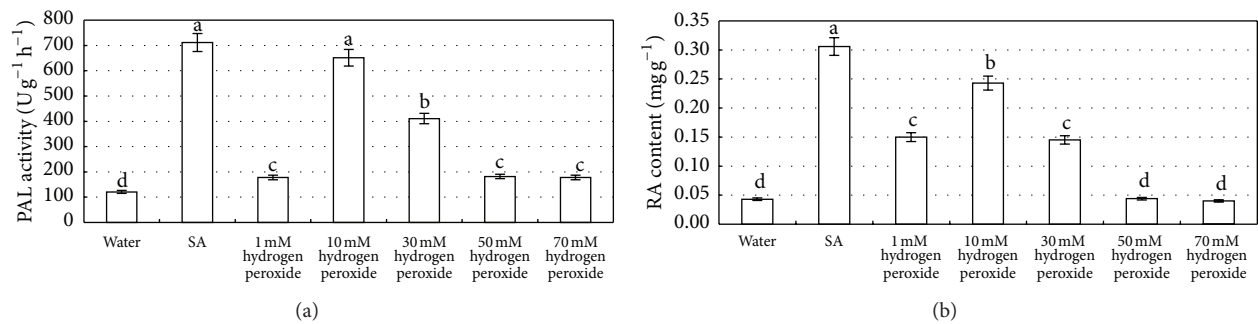 PAL activity (U g⁻¹ h⁻¹)
800
700
600
500
400
300
200
100
0
d
a
c
a
b
c
c
Water
SA
1 mM
hydrogen
peroxide
10 mM
hydrogen
peroxide
30 mM
hydrogen
peroxide
50 mM
hydrogen
peroxide
70 mM
hydrogen
peroxide
(a)
RA content (mg g⁻¹)
0.35
0.30
0.25
0.20
0.15
0.10
0.05
0.00
d
a
c
b
c
d
d
Water
SA
1 mM
hydrogen
peroxide
10 mM
hydrogen
peroxide
30 mM
hydrogen
peroxide
50 mM
hydrogen
peroxide
70 mM
hydrogen
peroxide
(b)